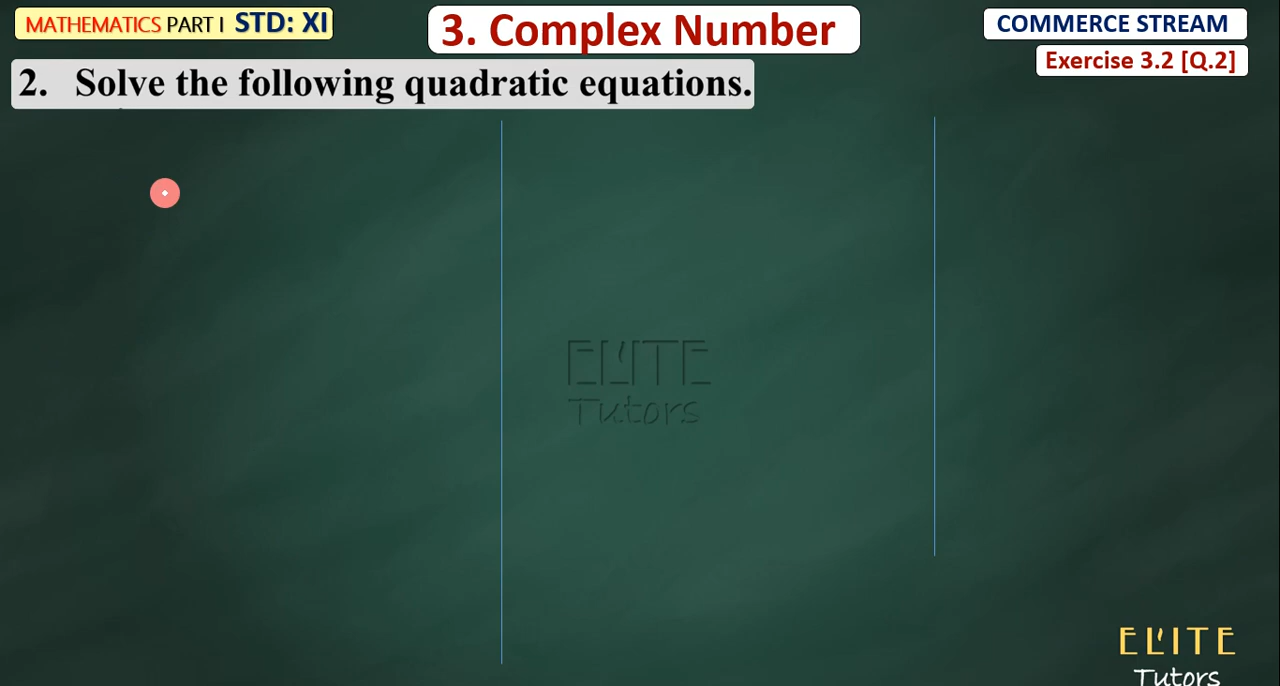 MATHEMATICS PART I STD: XI
3. Complex Number
COMMERCE STREAM
Exercise 3.2 [Q.2]
2. Solve the following quadratic equations.
ELITE
Tutors
ELITE
Tutors